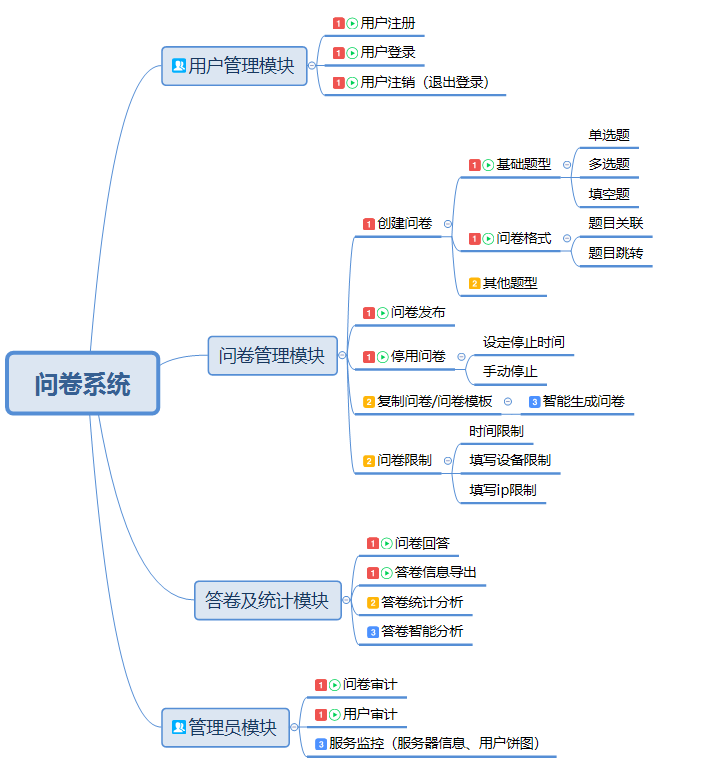 问卷系统
用户管理模块
1 用户注册
1 用户登录
1 用户注销（退出登录）
问卷管理模块
1 创建问卷
1 基础题型
单选题
多选题
填空题
1 问卷格式
题目关联
题目跳转
2 其他题型
1 问卷发布
1 停用问卷
设定停止时间
手动停止
2 复制问卷/问卷模板
3 智能生成问卷
2 问卷限制
时间限制
填写设备限制
填写ip限制
答卷及统计模块
1 问卷回答
1 答卷信息导出
2 答卷统计分析
3 答卷智能分析
管理员模块
1 问卷审计
1 用户审计
3 服务监控（服务器信息、用户饼图）